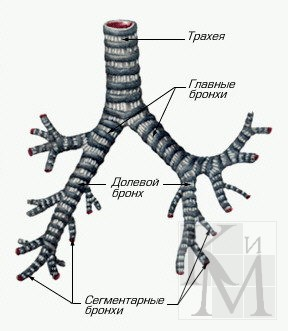 Трахея
Главные
бронхи
Долевой
бронх
Сегментарные
бронхи
К и
М